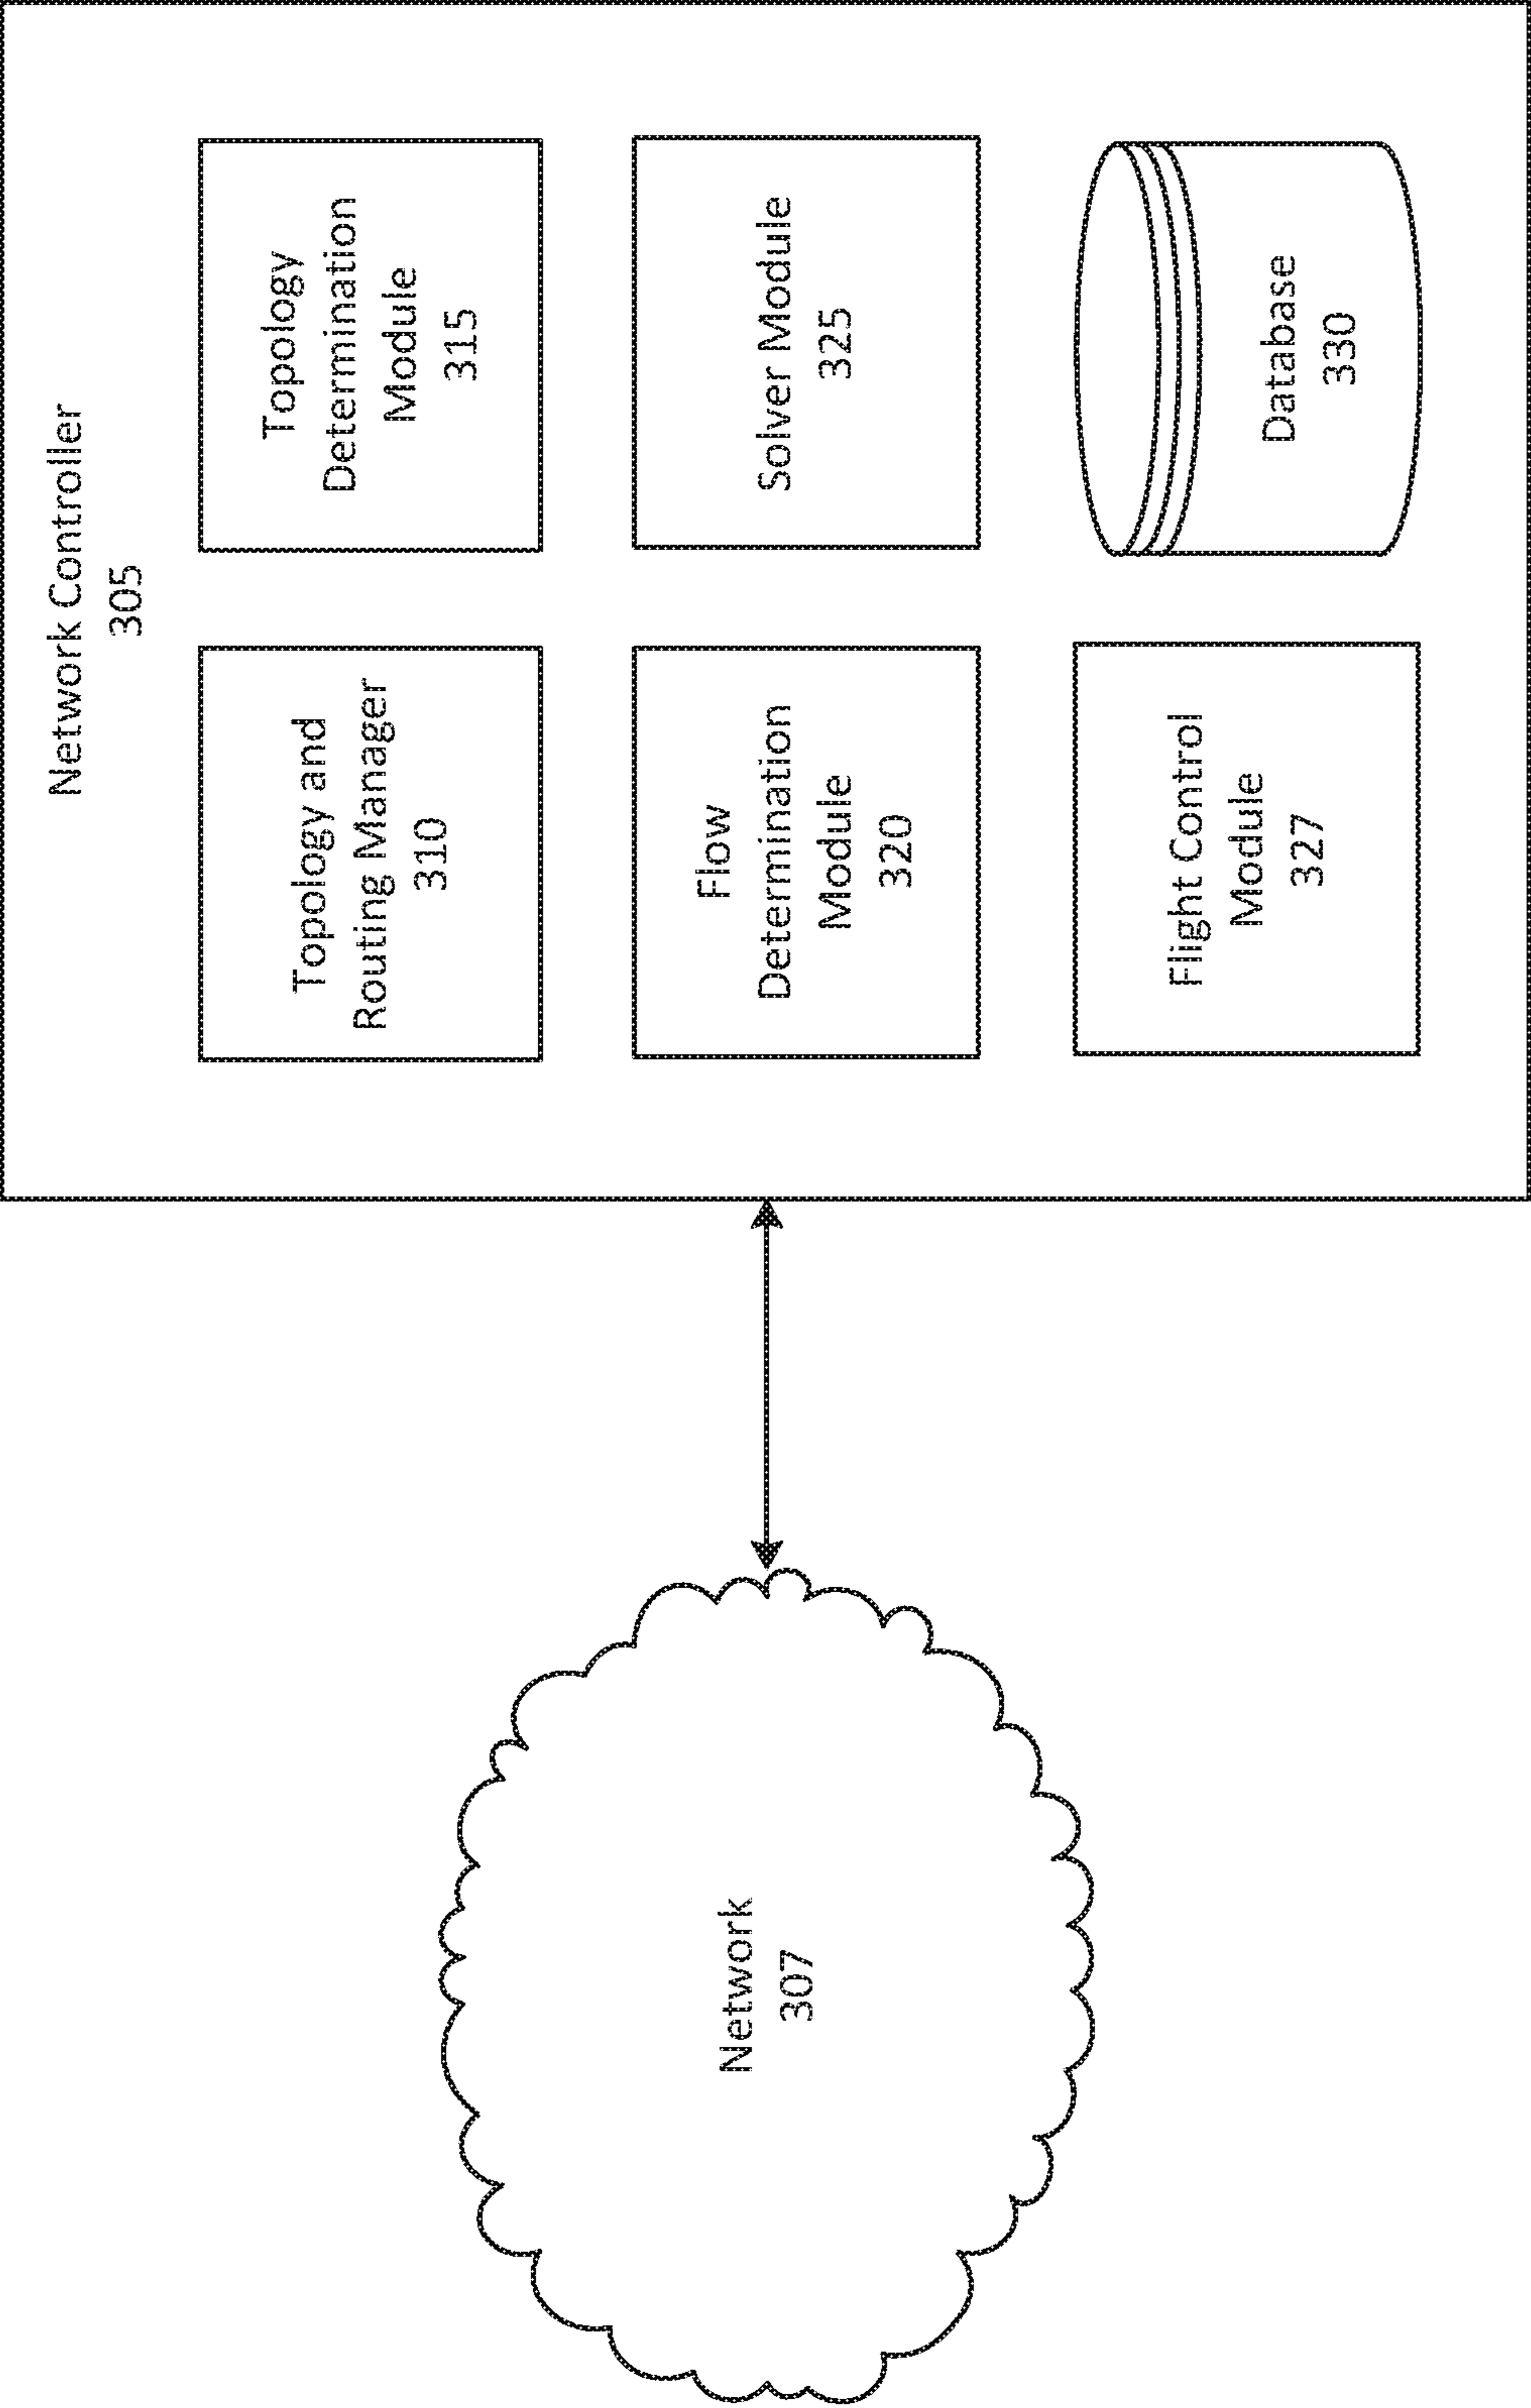 Network Controller
305
Topology and
Routing Manager
310
Topology
Determination
Module
315
Flow
Determination
Module
320
Solver Module
325
Flight Control
Module
327
Database
330
Network
307